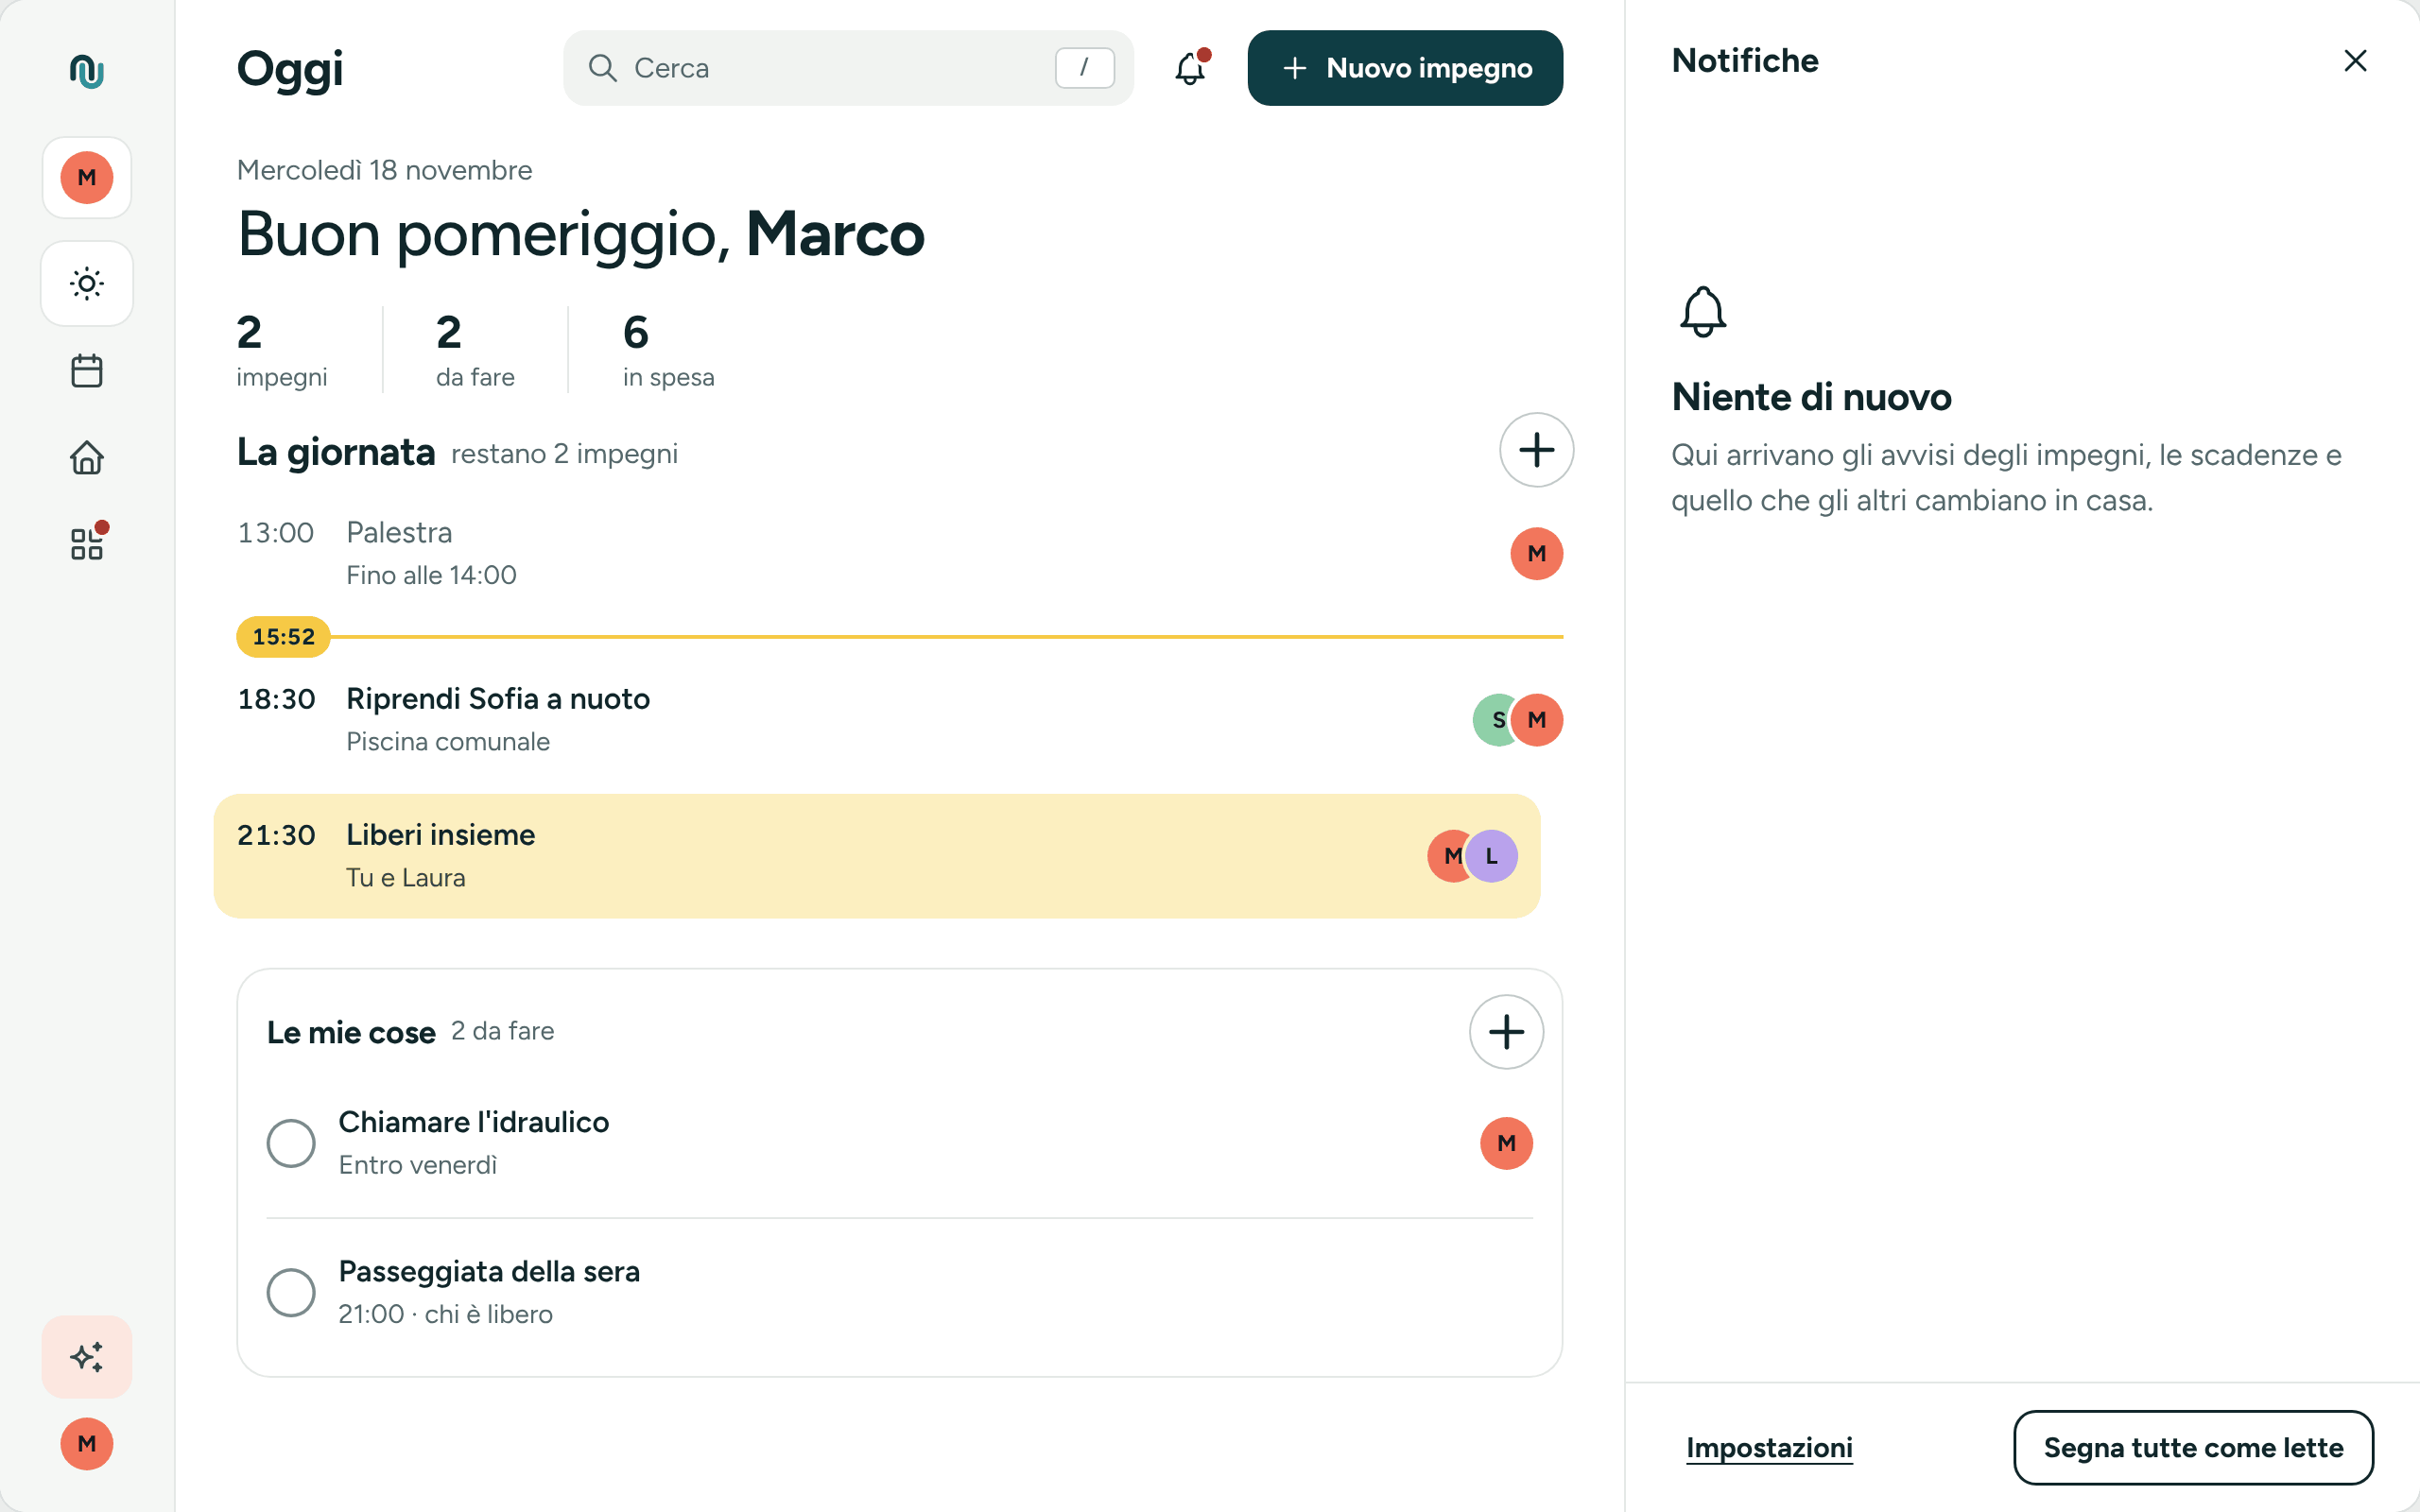 Oggi
Cerca
/
Nuovo impegno
M
Mercoledì 18 novembre
Buon pomeriggio, Marco
2
impegni
2
da fare
6
in spesa
La giornata restano 2 impegni
13:00 Palestra
Fino alle 14:00
M
15:52
18:30 Riprendi Sofia a nuoto
Piscina comunale
S M
21:30 Liberi insieme
Tu e Laura
M L
Le mie cose 2 da fare
Chiamare l'idraulico
Entro venerdì
M
Passeggiata della sera
21:00 · chi è libero
M
Notifiche
Niente di nuovo
Qui arrivano gli avvisi degli impegni, le scadenze e
quello che gli altri cambiano in casa.
Impostazioni
Segna tutte come lette